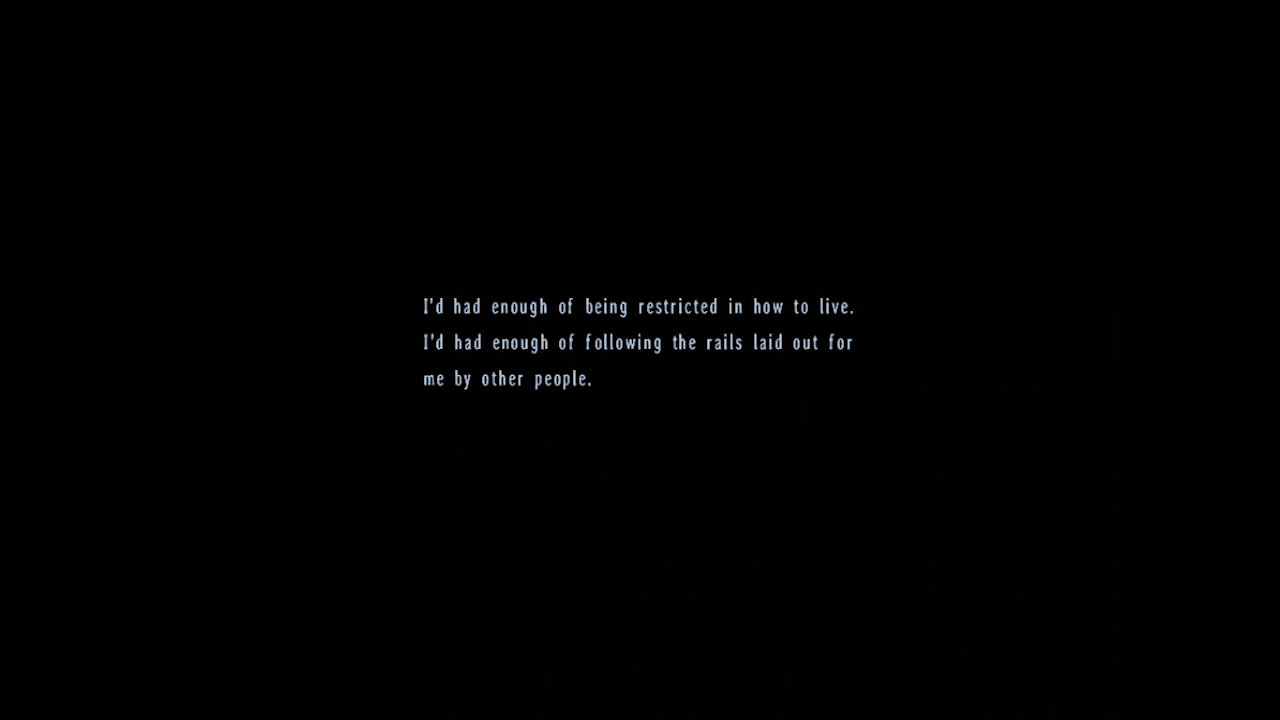 I'd had enough of being restricted in how to live.
I'd had enough of following the rails laid out for
me by other people.